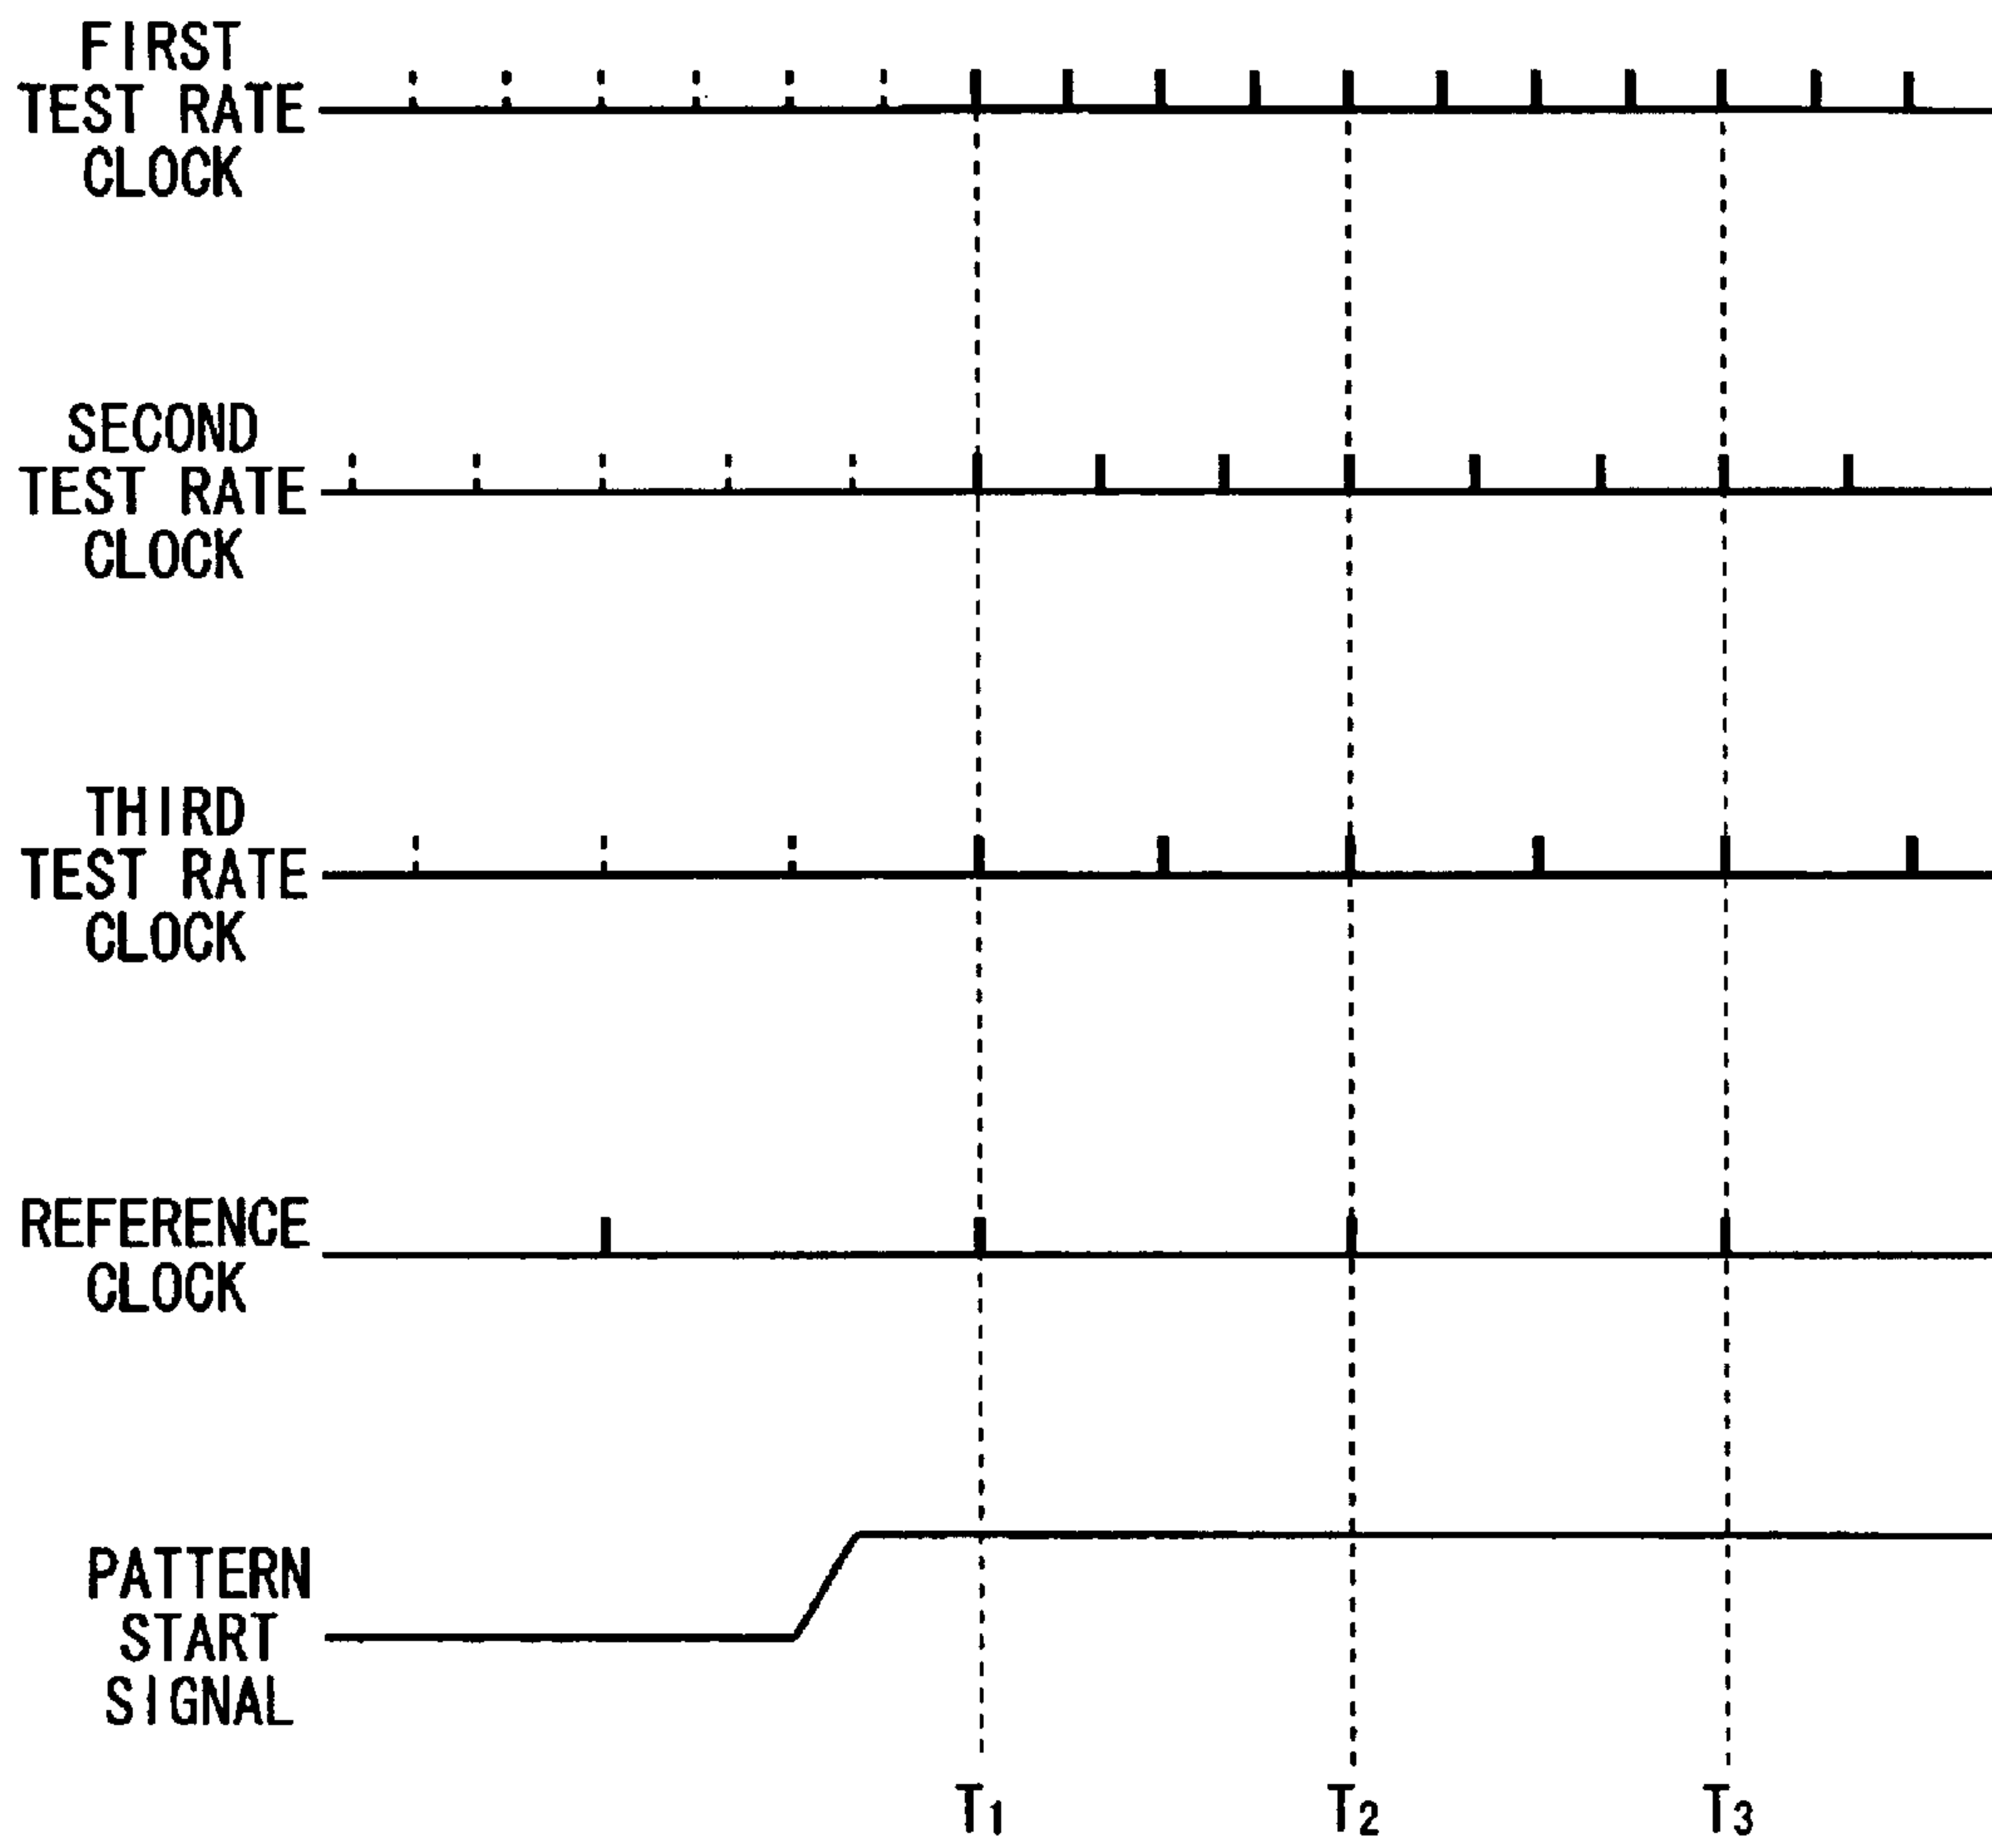 FIRST
TEST RATE
CLOCK
SECOND
TEST RATE
CLOCK
THIRD
TEST RATE
CLOCK
REFERENCE
CLOCK
PATTERN
START
SIGNAL
T1 T2 T3